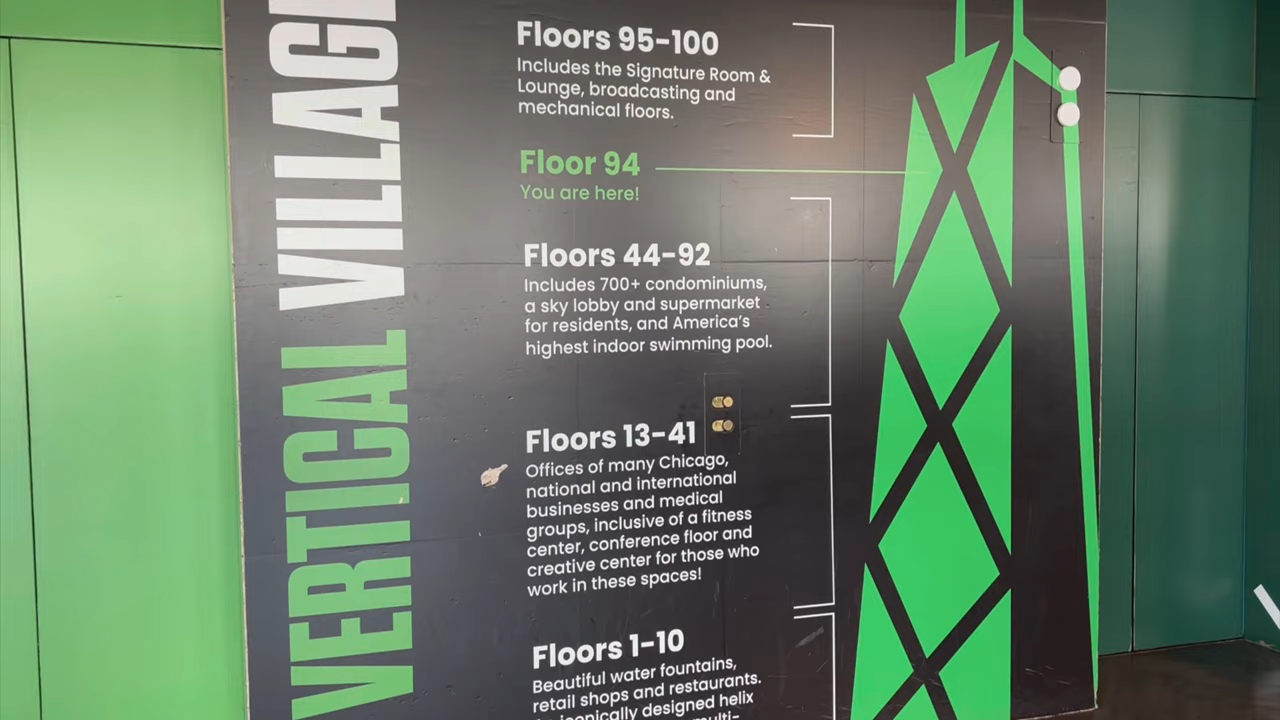 VERTICAL VILLAG
Floors 95-100
Includes the Signature Room &
Lounge, broadcasting and
mechanical floors.
Floor 94
You are here!
Floors 44-92
Includes 700+ condominiums,
a sky lobby and supermarket
for residents, and America's
highest indoor swimming pool.
Floors 13-41
Offices of many Chicago,
national and international
businesses and medical
groups, inclusive of a fitness
center, conference floor and
creative center for those who
work in these spaces!
Floors 1-10
Beautiful water fountains,
retail shops and restaurants.
iconically designed helix
multi-